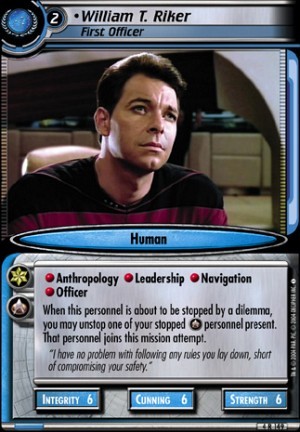 2
•William T. Riker
First Officer
Human
•Anthropology •Leadership •Navigation
•Officer
When this personnel is about to be stopped by a dilemma,
you may unstop one of your stopped personnel present.
That personnel joins this mission attempt.
"I have no problem with following any rules you lay down, short
of compromising your safety."
Integrity 6 Cunning 6 Strength 6